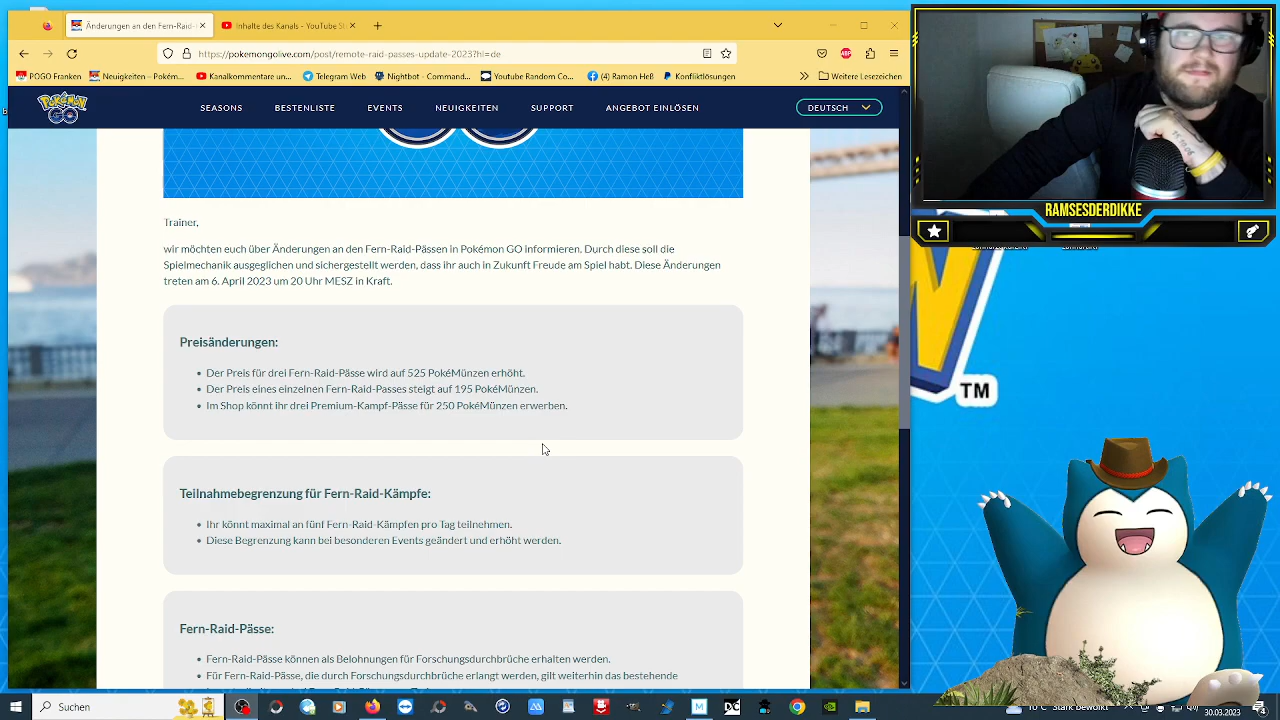 Änderungen an den Fern-Raid-
Inhalte des Kanals - YouTube St
https://pokemongolive.com/post/remote-raid-passes-update-2023?hl=de
POGO Franken
Neuigkeiten – Pokém...
Kanalkommentare un...
Telegram Web
Nightbot - Command...
Youtube Random Co...
(4) Ramon Heß
Konfliktlösungen
Weitere Lesezeichen
POKÉMON GO
SEASONS
BESTENLISTE
EVENTS
NEUIGKEITEN
SUPPORT
ANGEBOT EINLÖSEN
DEUTSCH
Trainer,
wir möchten euch über Änderungen an den Fern-Raid-Pässen in Pokémon GO informieren. Durch diese soll die
Spielmechanik ausgeglichen und sichergestellt werden, dass ihr auch in Zukunft Freude am Spiel habt. Diese Änderungen
treten am 6. April 2023 um 20 Uhr MESZ in Kraft.
Preisänderungen:
Der Preis für drei Fern-Raid-Pässe wird auf 525 PokéMünzen erhöht.
Der Preis eines einzelnen Fern-Raid-Passes steigt auf 195 PokéMünzen.
Im Shop könnt ihr drei Premium-Kampf-Pässe für 250 PokéMünzen erwerben.
Teilnahmebegrenzung für Fern-Raid-Kämpfe:
Ihr könnt maximal an fünf Fern-Raid-Kämpfen pro Tag teilnehmen.
Diese Begrenzung kann bei besonderen Events geändert und erhöht werden.
Fern-Raid-Pässe:
Fern-Raid-Pässe können als Belohnungen für Forschungsdurchbrüche erhalten werden.
Für Fern-Raid-Pässe, die durch Forschungsdurchbrüche erlangt werden, gilt weiterhin das bestehende
RAMSESDERDIKKE
TM
Suchen
10°C Stark bewölkt
30.03.2023